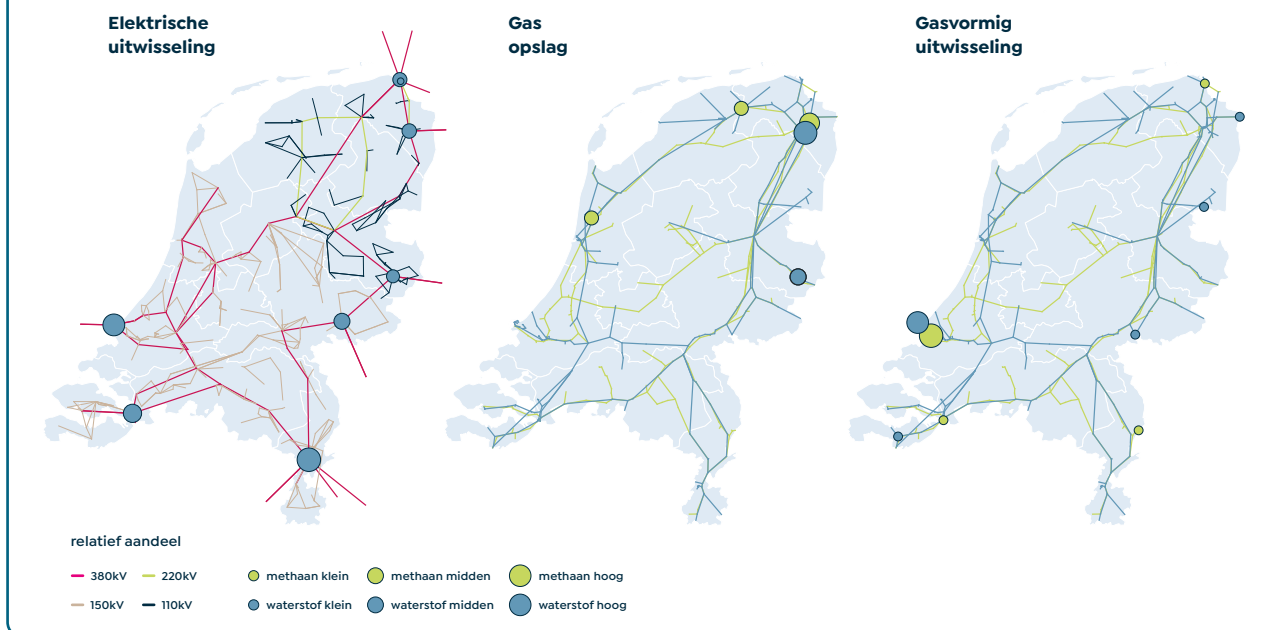 Elektrische
uitwisseling
Gas
opslag
Gasvormig
uitwisseling
relatief aandeel
380kV
220kV
methaan klein
methaan midden
methaan hoog
150kV
110kV
waterstof klein
waterstof midden
waterstof hoog